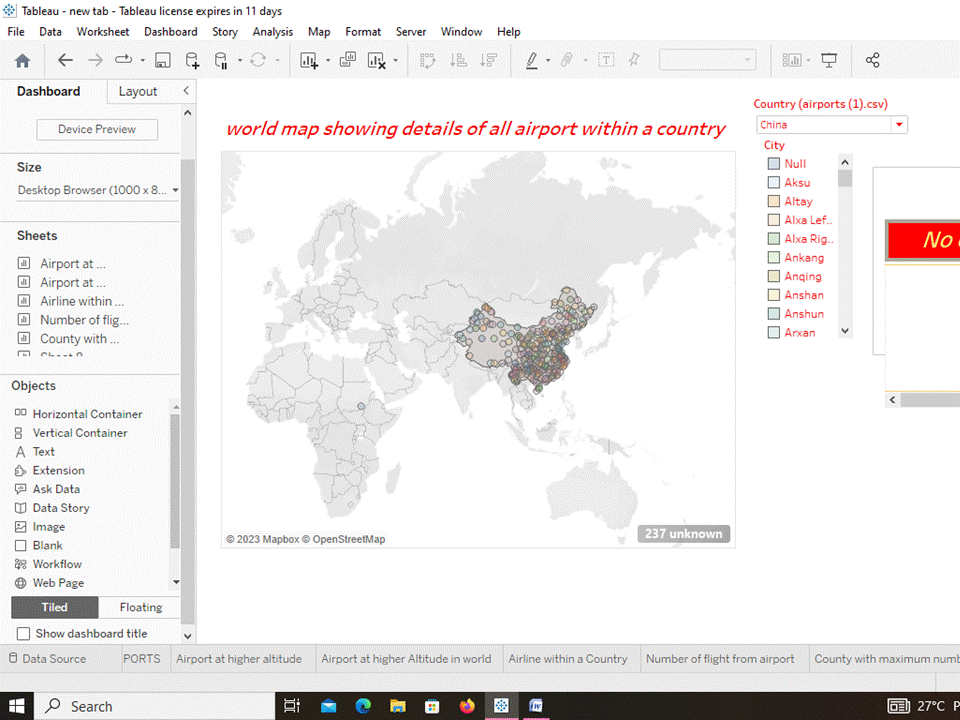 Tableau - new tab - Tableau license expires in 11 days
File Data Worksheet Dashboard Story Analysis Map Format Server Window Help
Dashboard Layout
Device Preview
Size
Desktop Browser (1000 x 8...
Sheets
Airport at ...
Airport at ...
Airline within ...
Number of flig...
County with ...
Objects
Horizontal Container
Vertical Container
Text
Extension
Ask Data
Data Story
Image
Blank
Workflow
Web Page
Tiled Floating
Show dashboard title
world map showing details of all airport within a country
© 2023 Mapbox © OpenStreetMap
237 unknown
Country (airports (1).csv)
China
City
Null
Aksu
Altay
Alxa Lef..
Alxa Rig..
Ankang
Anqing
Anshan
Anshun
Arxan
No
Data Source PORTS Airport at higher altitude Airport at higher Altitude in world Airline within a Country Number of flight from airport County with maximum numb
Search
27°C P